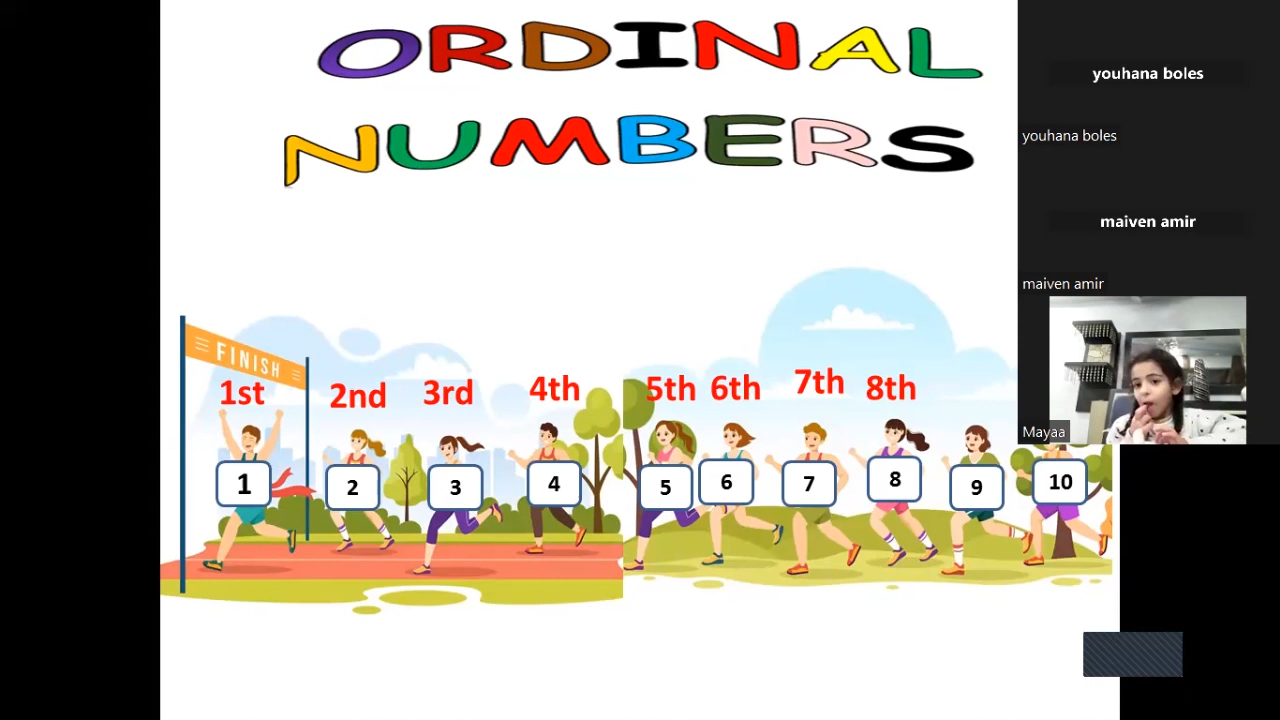 ORDINAL
NUMBERS
youhana boles
youhana boles
maiven amir
maiven amir
Mayaa
FINISH
1st 2nd 3rd 4th 5th 6th 7th 8th
1 2 3 4 5 6 7 8 9 10